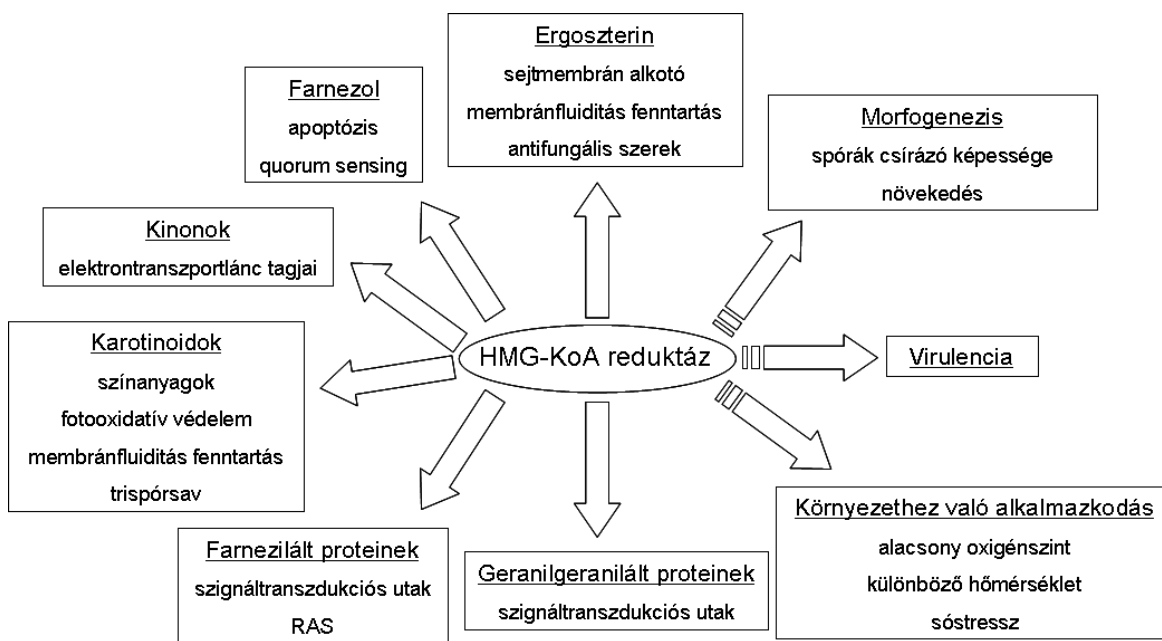 Ergoszterin
sejtmembrán alkotó
membránfluiditás fenntartás
antifungális szerek
Farnezol
apoptózis
quorum sensing
Morfogenezis
spórák csírázó képessége
növekedés
Kinonok
elektrontranszportlánc tagjai
Karotinoidok
színanyagok
fotooxidatív védelem
membránfluiditás fenntartás
trispórsav
HMG-KoA reduktáz
Virulencia
Farnezilált proteinek
szignáltranszdukciós utak
RAS
Geranilgeranilált proteinek
szignáltranszdukciós utak
Környezethez való alkalmazkodás
alacsony oxigénszint
különböző hőmérséklet
sóstressz